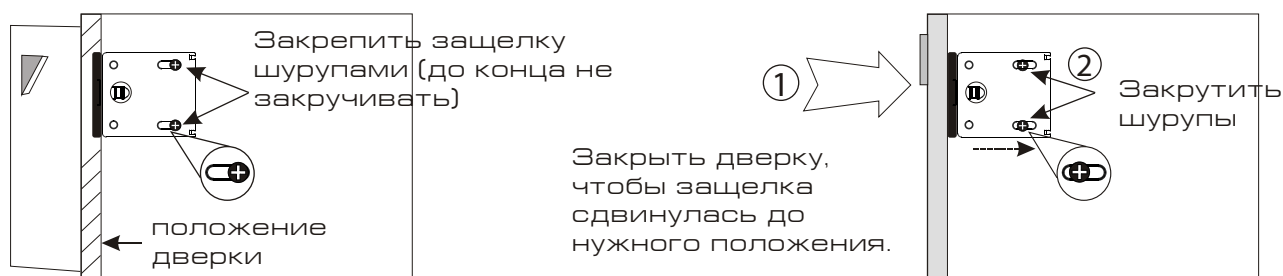 Закрепить защелку
шурупами (до конца не
закручивать)
положение
дверки
1
Закрыть дверку,
чтобы защелка
сдвинулась до
нужного положения.
2
Закрутить
шурупы